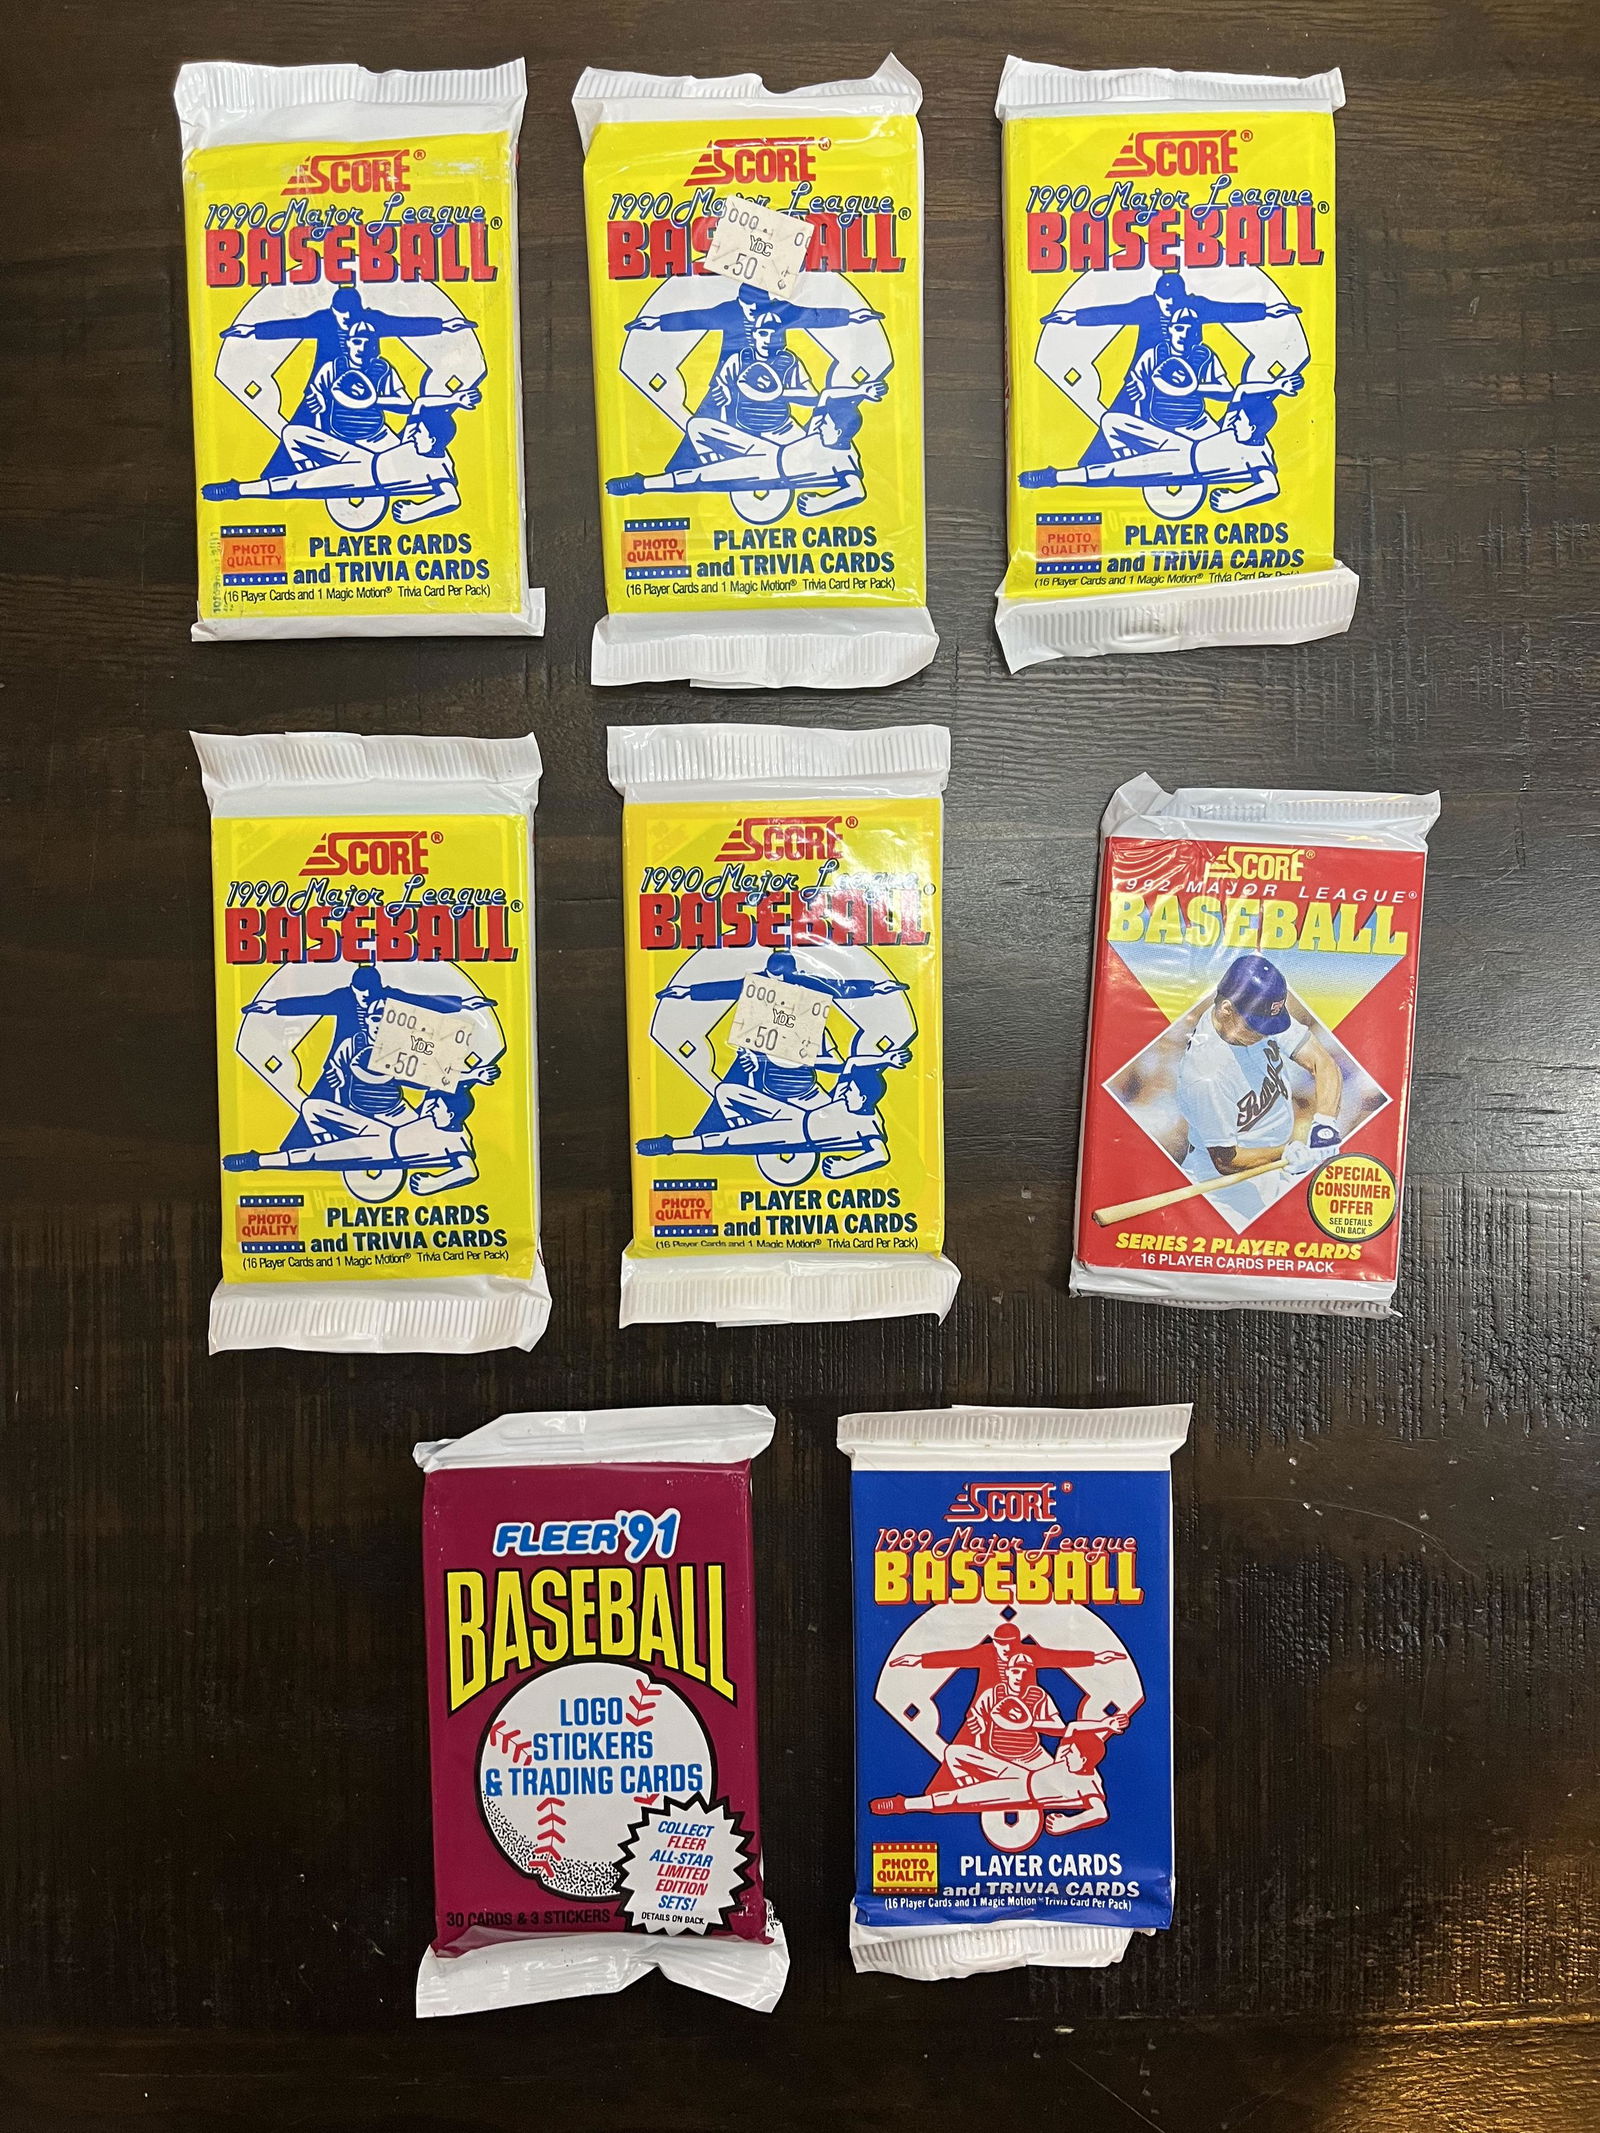 SCORE®
1990 Major League
BASEBALL®
PHOTO
QUALITY
PLAYER CARDS
and TRIVIA CARDS
(16 Player Cards and 1 Magic Motion® Trivia Card Per Pack)
SCORE®
1990 Major League®
BASEBALL
000. 00
YDC
.50 ¢
PHOTO
QUALITY
PLAYER CARDS
and TRIVIA CARDS
(16 Player Cards and 1 Magic Motion® Trivia Card Per Pack)
SCORE®
1990 Major League
BASEBALL®
PHOTO
QUALITY
PLAYER CARDS
and TRIVIA CARDS
(16 Player Cards and 1 Magic Motion® Trivia Card Per Pack)
SCORE®
1990 Major League
BASEBALL®
000. 00
YDC
.50 ¢
PHOTO
QUALITY
PLAYER CARDS
and TRIVIA CARDS
(16 Player Cards and 1 Magic Motion® Trivia Card Per Pack)
SCORE®
1990 Major League
BASEBALL®
000. 00
YDC
.50 ¢
PHOTO
QUALITY
PLAYER CARDS
and TRIVIA CARDS
(16 Player Cards and 1 Magic Motion® Trivia Card Per Pack)
SCORE®
1992 MAJOR LEAGUE®
BASEBALL
SPECIAL
CONSUMER
OFFER
SEE DETAILS
ON BACK
SERIES 2 PLAYER CARDS
16 PLAYER CARDS PER PACK
FLEER '91
BASEBALL
LOGO
STICKERS
& TRADING CARDS
COLLECT
FLEER
ALL-STAR
LIMITED
EDITION
SETS!
DETAILS ON BACK
30 CARDS & 3 STICKERS
SCORE®
1989 Major League
BASEBALL
PHOTO
QUALITY
PLAYER CARDS
and TRIVIA CARDS
(16 Player Cards and 1 Magic Motion™ Trivia Card Per Pack)